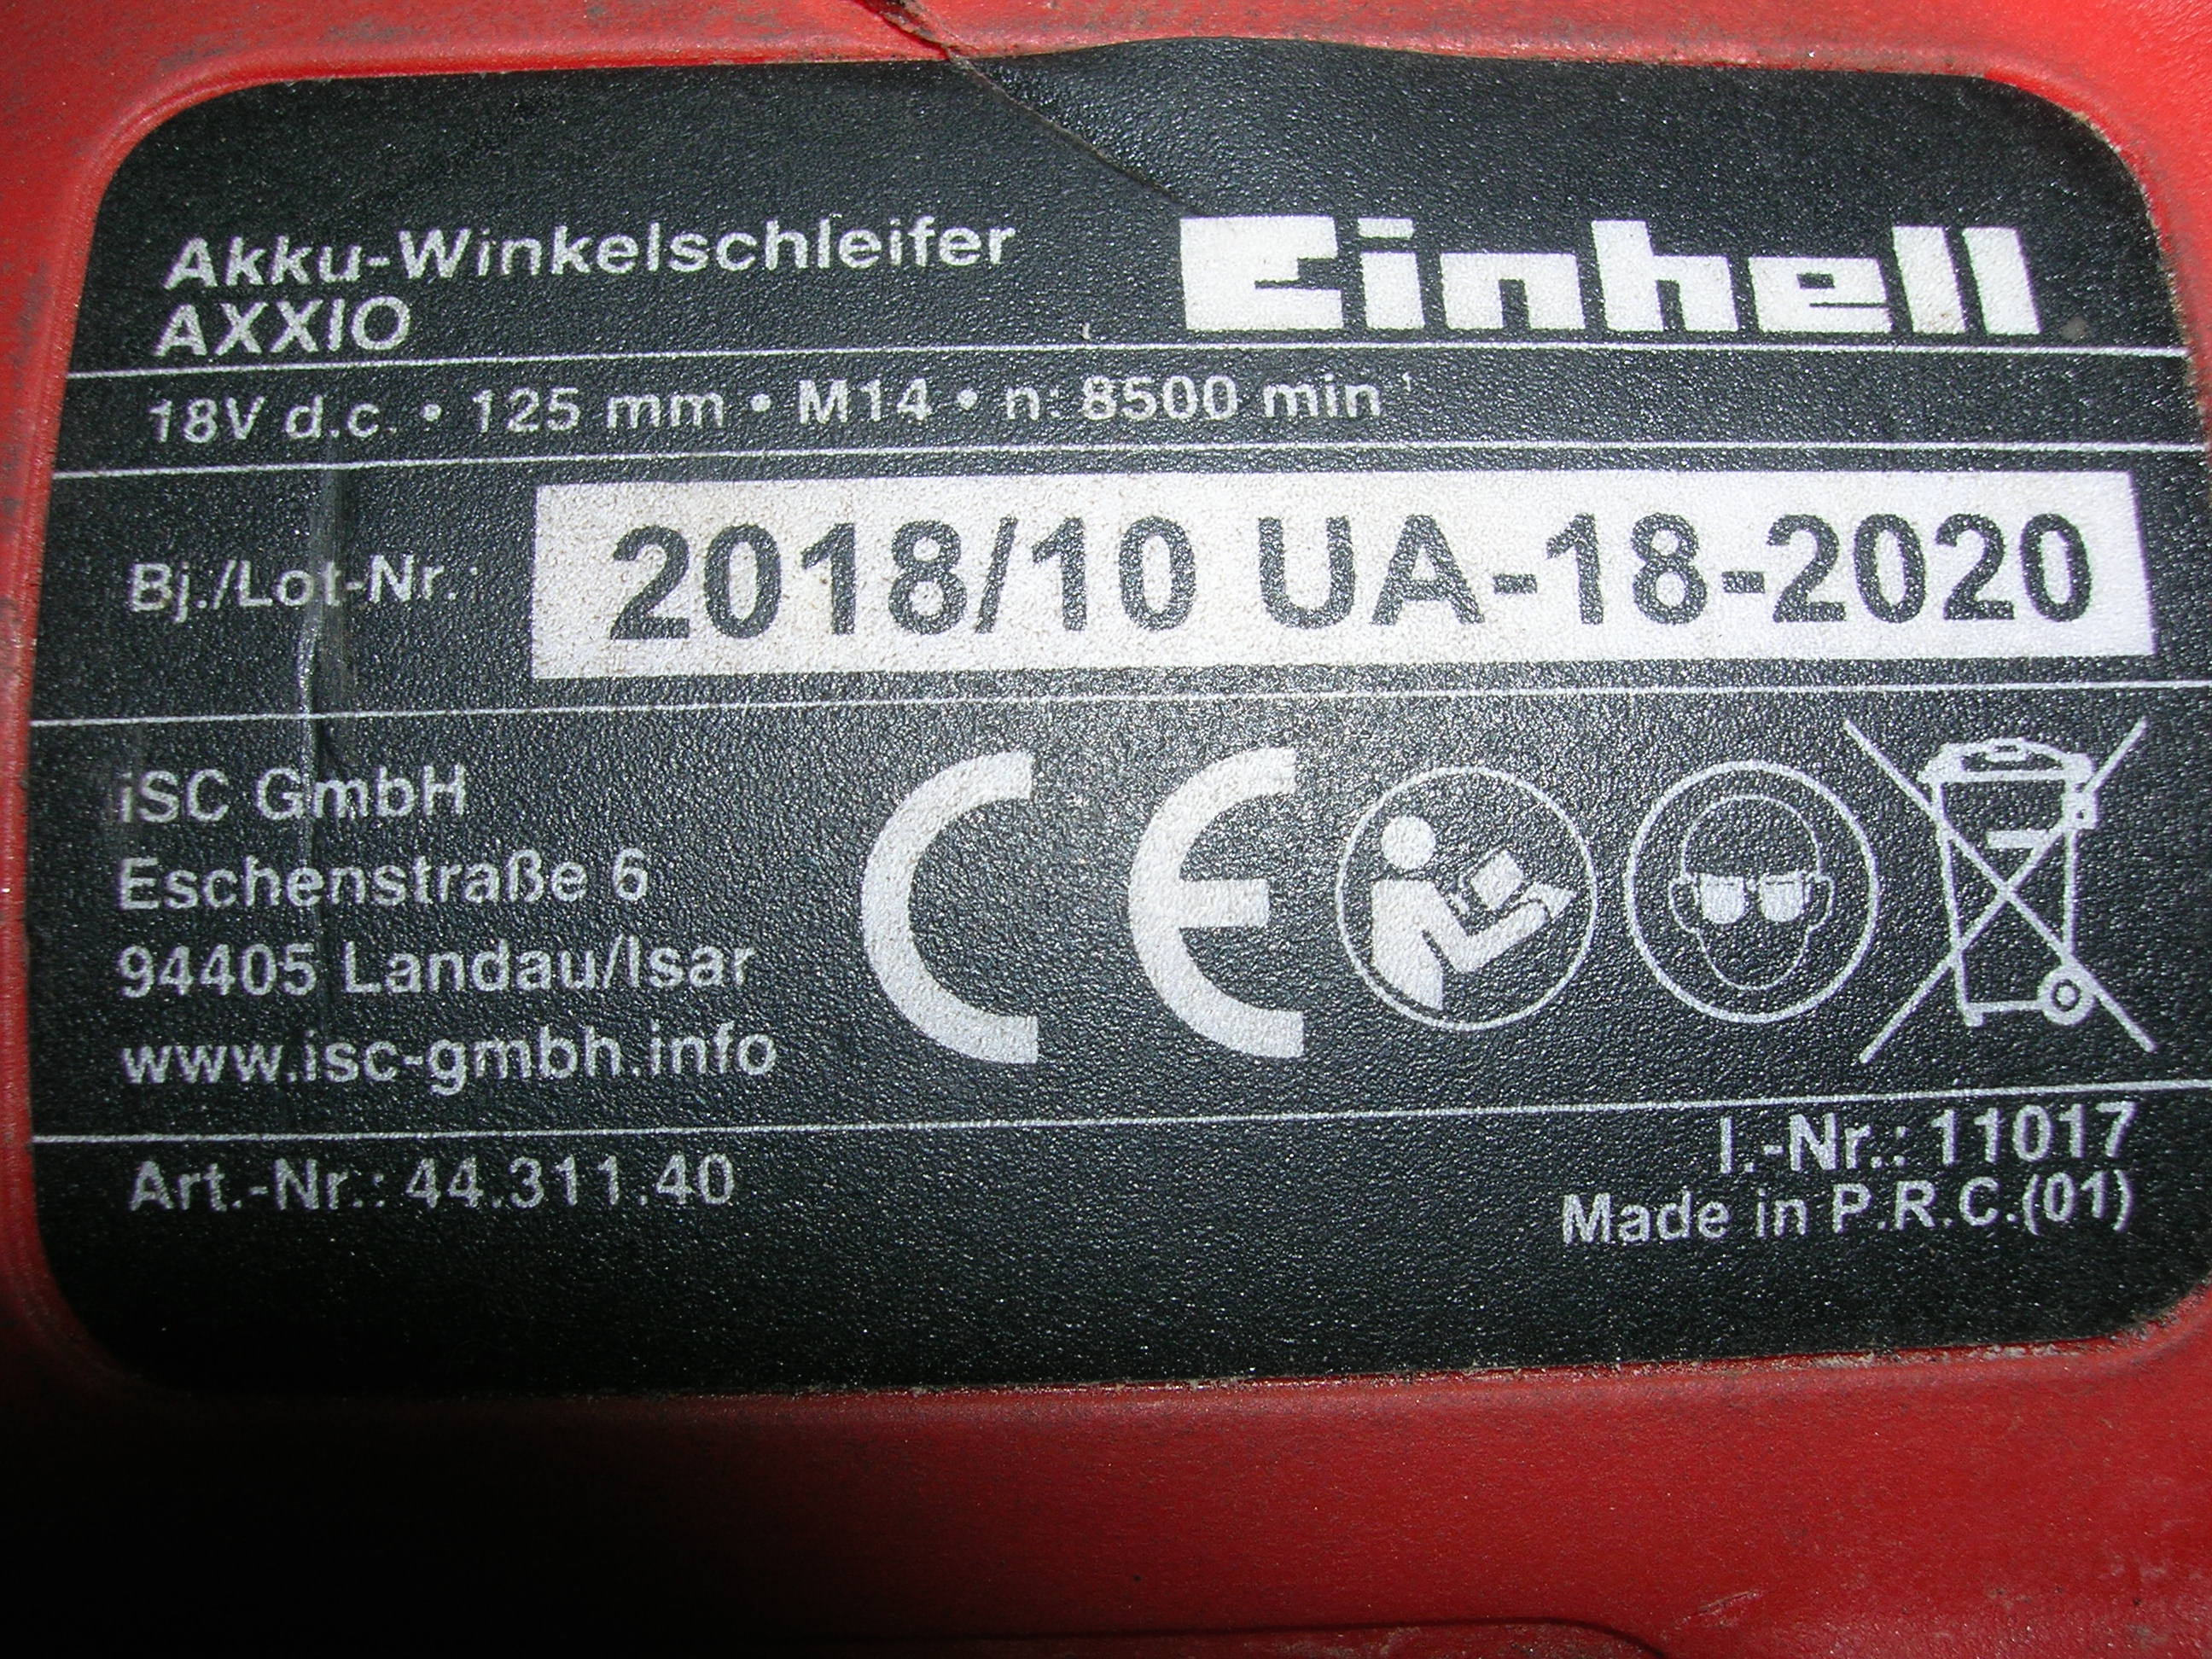 Akku-Winkelschleifer
AXXIO
Einhell
18V d.c. • 125 mm • M14 • n: 8500 min⁻¹
Bj./Lot-Nr.: 2018/10 UA-18-2020
iSC GmbH
Eschenstraße 6
94405 Landau/Isar
www.isc-gmbh.info
CE
Art.-Nr.: 44.311.40
I.-Nr.: 11017
Made in P.R.C.(01)